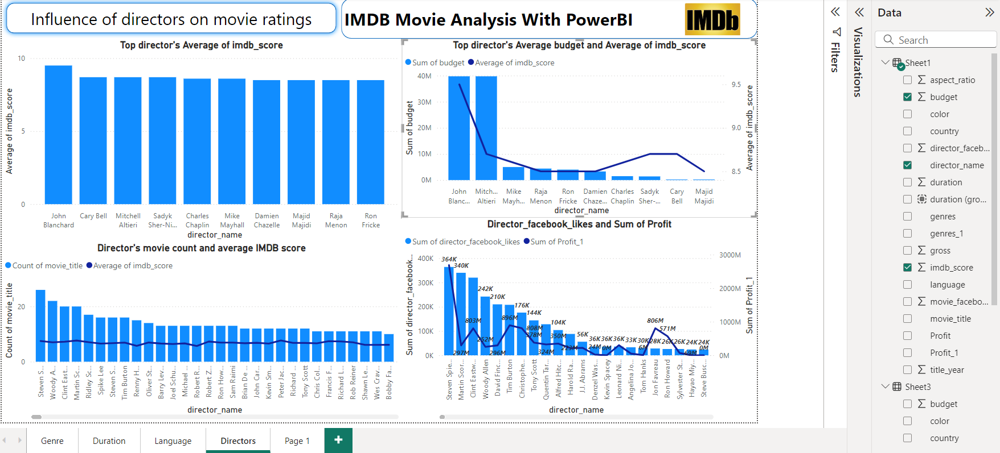 Influence of directors on movie ratings
IMDB Movie Analysis With PowerBI
IMDb
Top director's Average of imdb_score
10
5
0
Average of imdb_score
John Blanchard
Cary Bell
Mitchell Altieri
Sadyk Sher-Ni...
Charles Chaplin
Mike Mayhall
Damien Chazelle
Majid Majidi
Raja Menon
Ron Fricke
director_name
Top director's Average budget and Average of imdb_score
Sum of budget
Average of imdb_score
40M
30M
20M
10M
0M
Sum of budget
9.5
9.0
8.5
Average of imdb_score
John Blanc...
Mitch... Altieri
Mike Mayh...
Raja Menon
Ron Fricke
Damien Chaze...
Charles Chaplin
Sadyk Sher-...
Cary Bell
Majid Majidi
director_name
Director's movie count and average IMDB score
Count of movie_title
Average of imdb_score
20
0
Count of movie_title
Steven S...
Woody A...
Clint East...
Martin Sc...
Ridley Sc...
Spike Lee
Steven S...
Tim Burton
Renny H...
Oliver St...
Barry Lev...
Joel Schu...
Michael ...
Robert R...
Robert Z...
Ron How...
Sam Raimi
Brian De ...
John Car...
Kevin Sm...
Peter Jac...
Richard ...
Tony Scott
Chris Col...
Francis F...
Richard L...
Rob Reiner
Shawn Le...
Wes Crav...
Bobby Fa...
director_name
Director_facebook_likes and Sum of Profit
Sum of director_facebook_likes
Sum of Profit_1
400K
300K
200K
100K
0K
Sum of director_facebook...
3000M
2000M
1000M
0M
Sum of Profit_1
364K
340K
242K
210K
176K
144K
104K
56K
36K
36K
36K
33K
30K
28K
26K
26K
24K
24K
297M
803M
252M
296M
896M
808M
378M
324M
350M
223M
24M
0M
6M
806M
571M
69M
0M
Steven Spie...
Martin Scor...
Clint Eastw...
Woody Allen
David Finc...
Tim Burton
Christophe...
Tony Scott
Quentin Tar...
Alfred Hitc...
Harold Ra...
J.J. Abrams
Denzel Was...
Kevin Spacey
Leonard Ni...
Angelina Jo...
Tom Hanks
Jon Favreau
Ron Howard
Sylvester St...
Hayao Miy...
Steve Busc...
director_name
Genre
Duration
Language
Directors
Page 1
+
Filters
Visualizations
Data
Search
Sheet1
aspect_ratio
budget
color
country
director_faceb...
director_name
duration
duration (gro...
genres
genres_1
gross
imdb_score
language
movie_facebo...
movie_title
Profit
Profit_1
title_year
Sheet3
budget
color
country